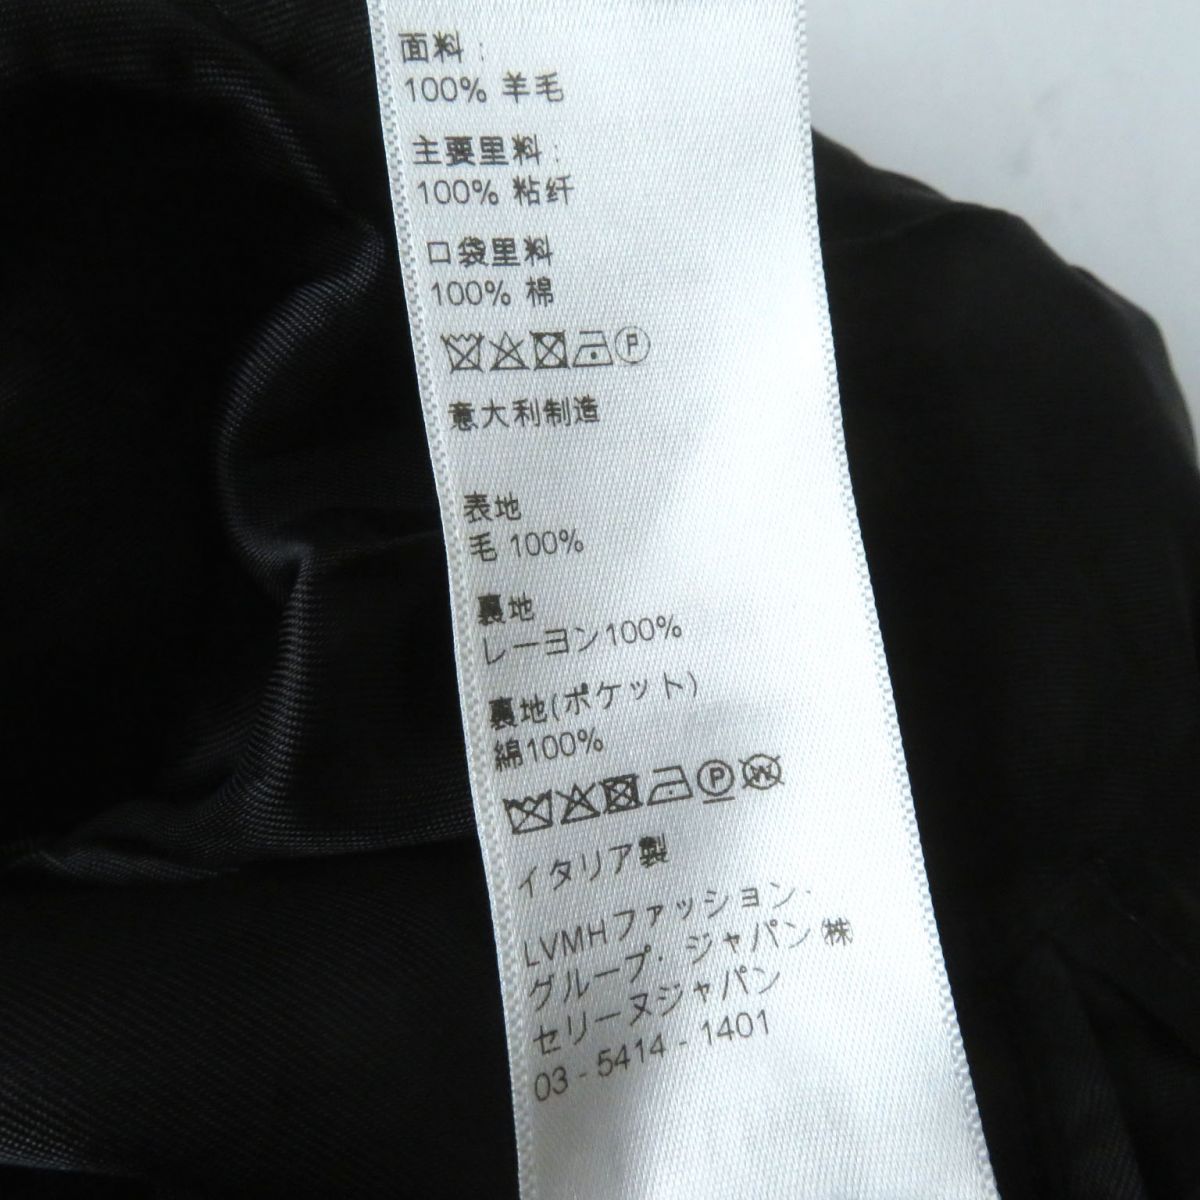 面料：
100% 羊毛
主要里料：
100% 粘纤
口袋里料
100% 棉
P
意大利制造
表地
毛 100%
裏地
レーヨン100%
裏地(ポケット)
綿100%
P W
イタリア製
LVMHファッション・
グループ・ジャパン㈱
セリーヌジャパン
03 - 5414 - 1401